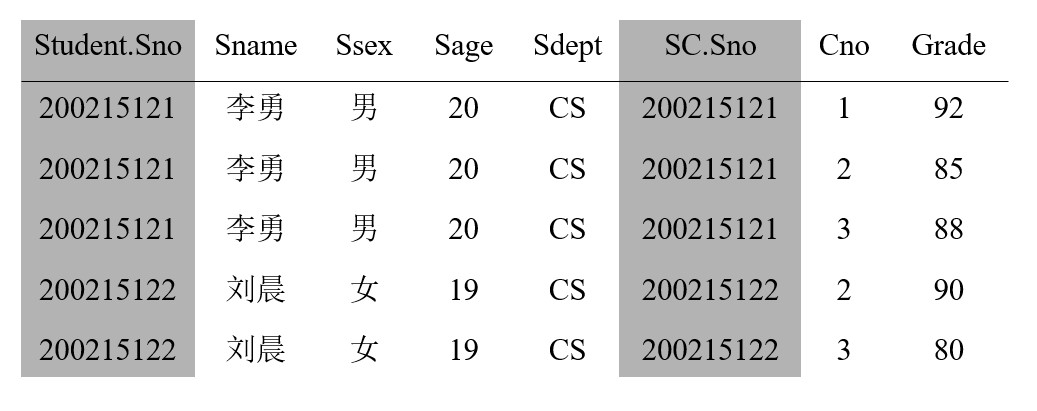 Student.Sno Sname Ssex Sage Sdept SC.Sno Cno Grade
200215121 李勇 男 20 CS 200215121 1 92
200215121 李勇 男 20 CS 200215121 2 85
200215121 李勇 男 20 CS 200215121 3 88
200215122 刘晨 女 19 CS 200215122 2 90
200215122 刘晨 女 19 CS 200215122 3 80